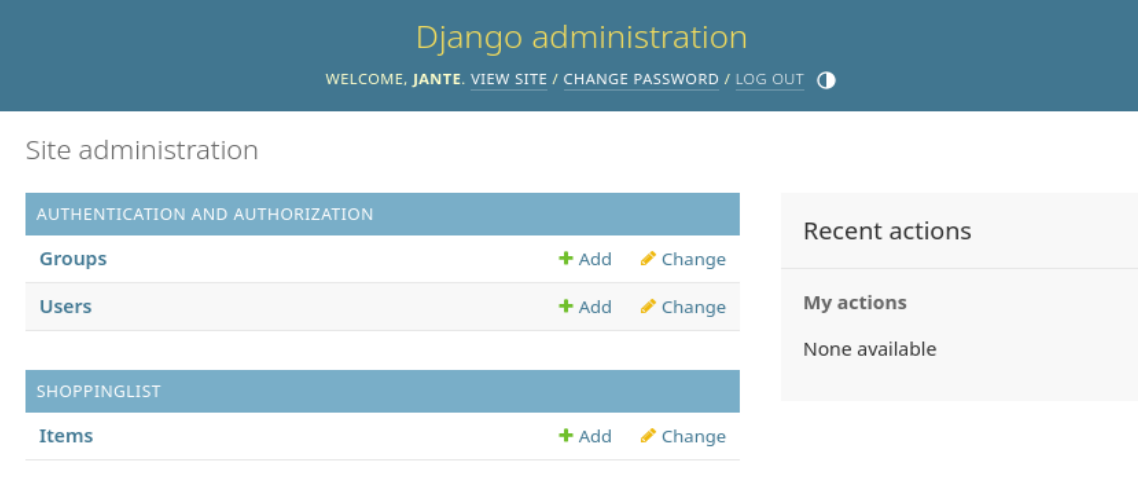 Django administration
WELCOME, JANTE. VIEW SITE / CHANGE PASSWORD / LOG OUT
Site administration
AUTHENTICATION AND AUTHORIZATION
Groups Add Change
Users Add Change
SHOPPINGLIST
Items Add Change
Recent actions
My actions
None available